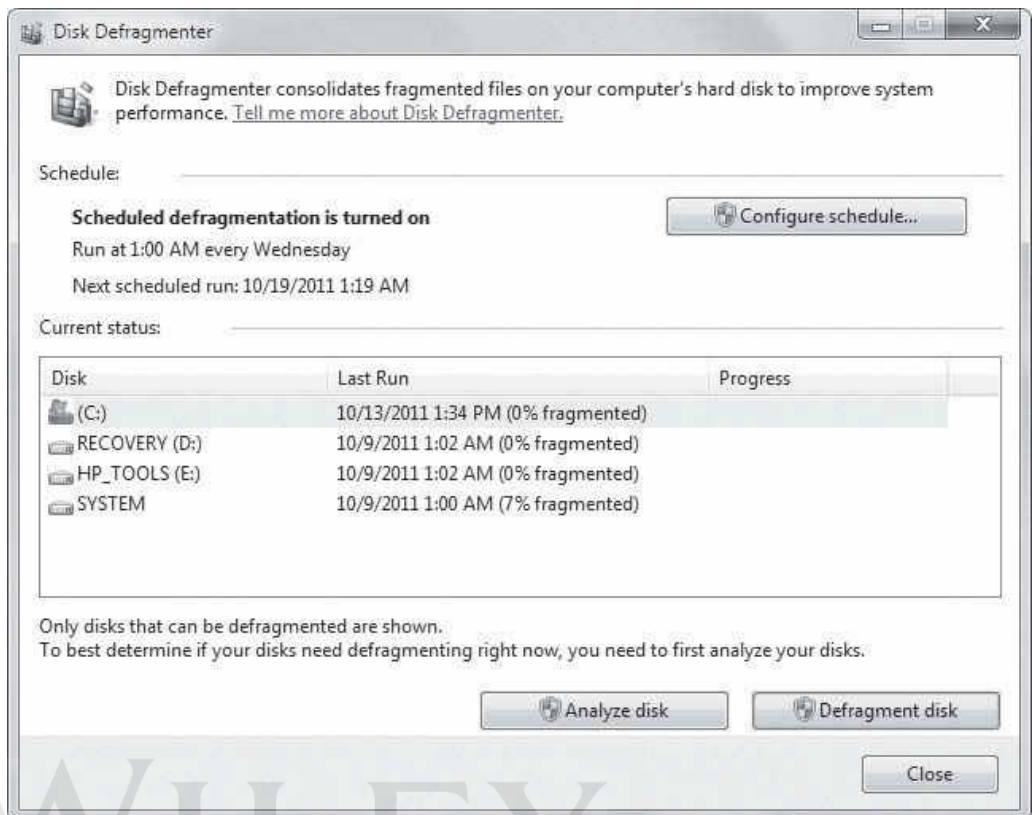 Disk Defragmenter
Disk Defragmenter consolidates fragmented files on your computer's hard disk to improve system
performance. Tell me more about Disk Defragmenter.
Schedule:
Scheduled defragmentation is turned on
Configure schedule...
Run at 1:00 AM every Wednesday
Next scheduled run: 10/19/2011 1:19 AM
Current status:
Disk Last Run Progress
(C:) 10/13/2011 1:34 PM (0% fragmented)
RECOVERY (D:) 10/9/2011 1:02 AM (0% fragmented)
HP_TOOLS (E:) 10/9/2011 1:02 AM (0% fragmented)
SYSTEM 10/9/2011 1:00 AM (7% fragmented)
Only disks that can be defragmented are shown.
To best determine if your disks need defragmenting right now, you need to first analyze your disks.
Analyze disk Defragment disk
Close
WILEY